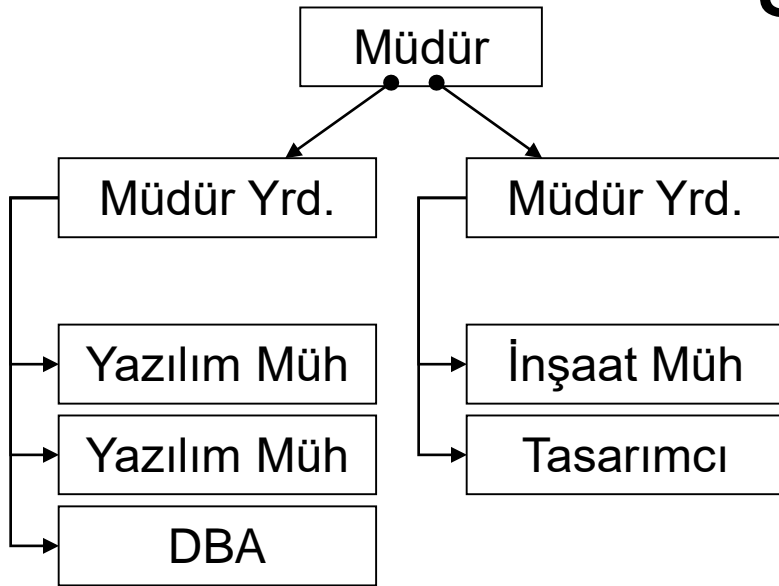 Müdür
Müdür Yrd.
Müdür Yrd.
Yazılım Müh
İnşaat Müh
Yazılım Müh
Tasarımcı
DBA